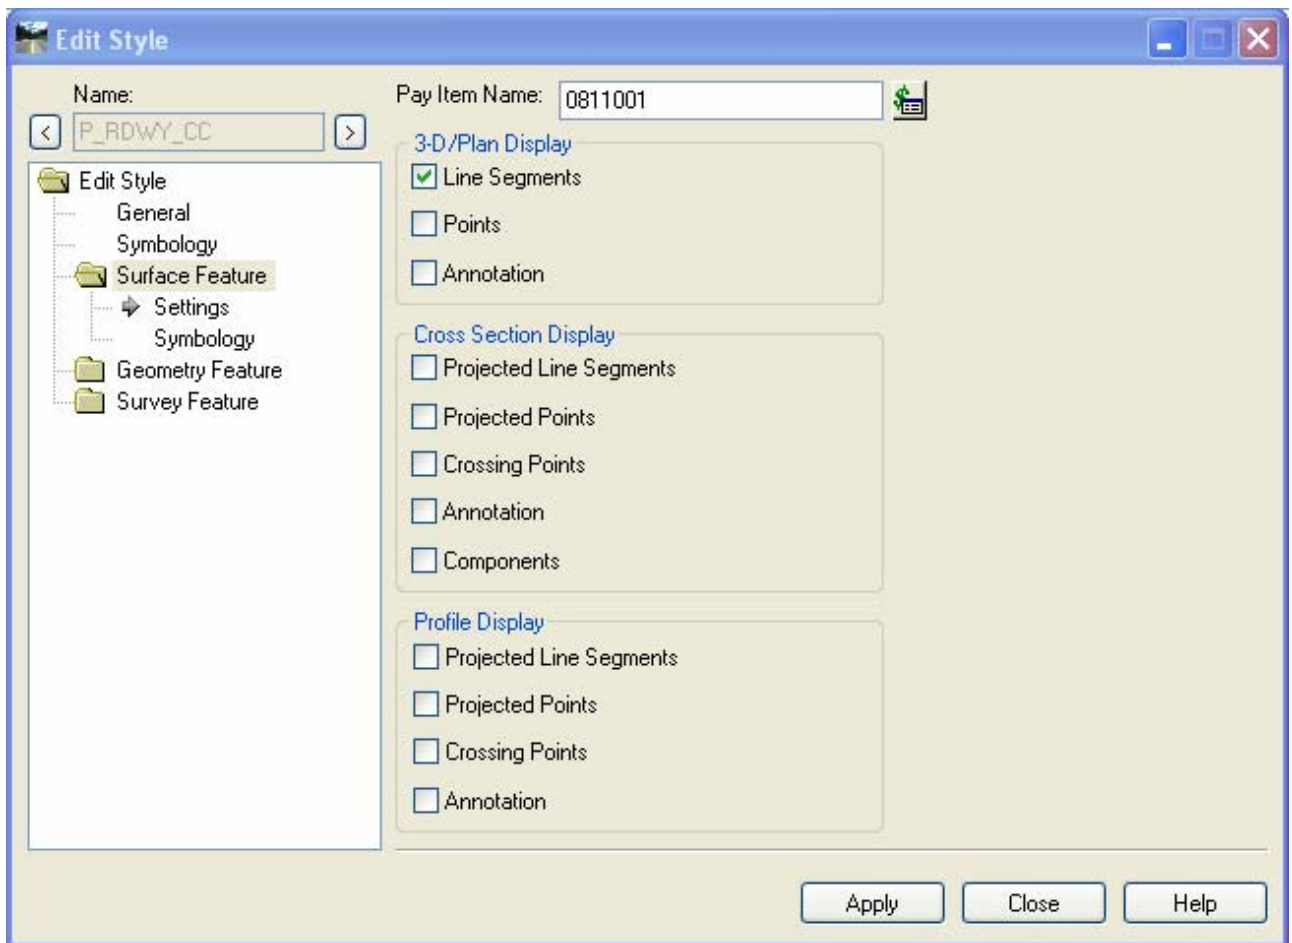 Edit Style
Name:
< P_RDWY_CC >
Edit Style
General
Symbology
Surface Feature
Settings
Symbology
Geometry Feature
Survey Feature
Pay Item Name: 0811001
3-D/Plan Display
Line Segments
Points
Annotation
Cross Section Display
Projected Line Segments
Projected Points
Crossing Points
Annotation
Components
Profile Display
Projected Line Segments
Projected Points
Crossing Points
Annotation
Apply Close Help